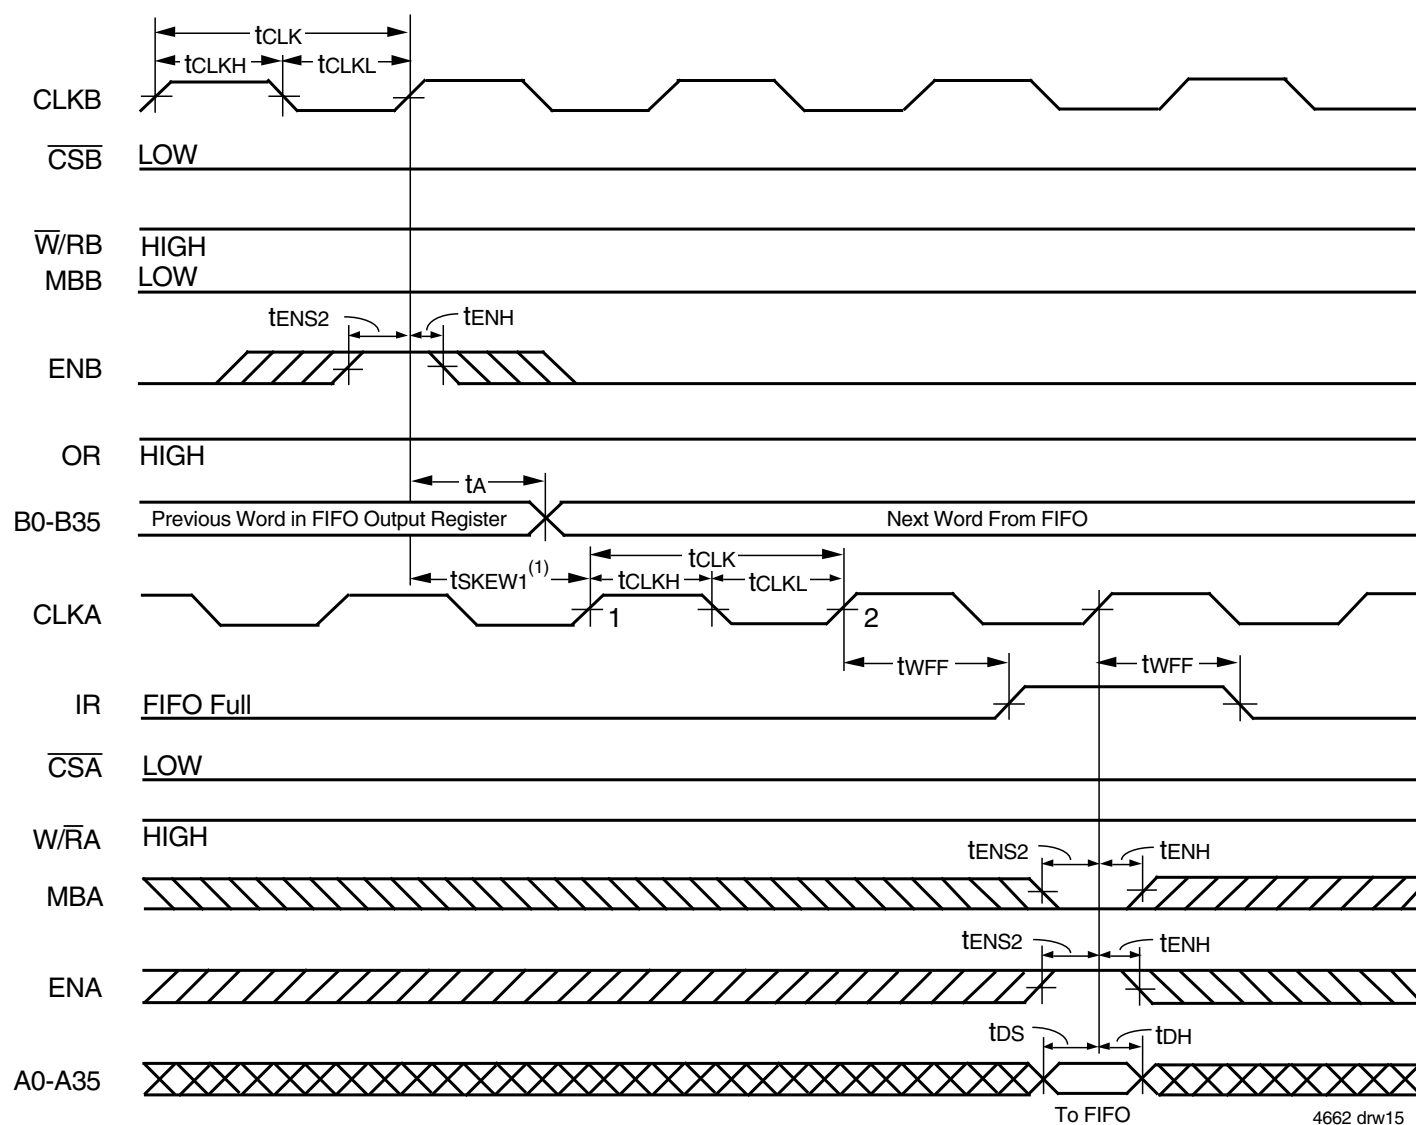 tCLK
tCLKH tCLKL
CLKB
CSB LOW
W/RB HIGH
MBB LOW
tENS2 tENH
ENB
OR HIGH
tA
B0-B35 Previous Word in FIFO Output Register Next Word From FIFO
tCLK
tSKEW1(1) tCLKH tCLKL
CLKA 1 2
tWFF tWFF
IR FIFO Full
CSA LOW
W/RA HIGH
tENS2 tENH
MBA
tENS2 tENH
ENA
tDS tDH
A0-A35
To FIFO
4662 drw15